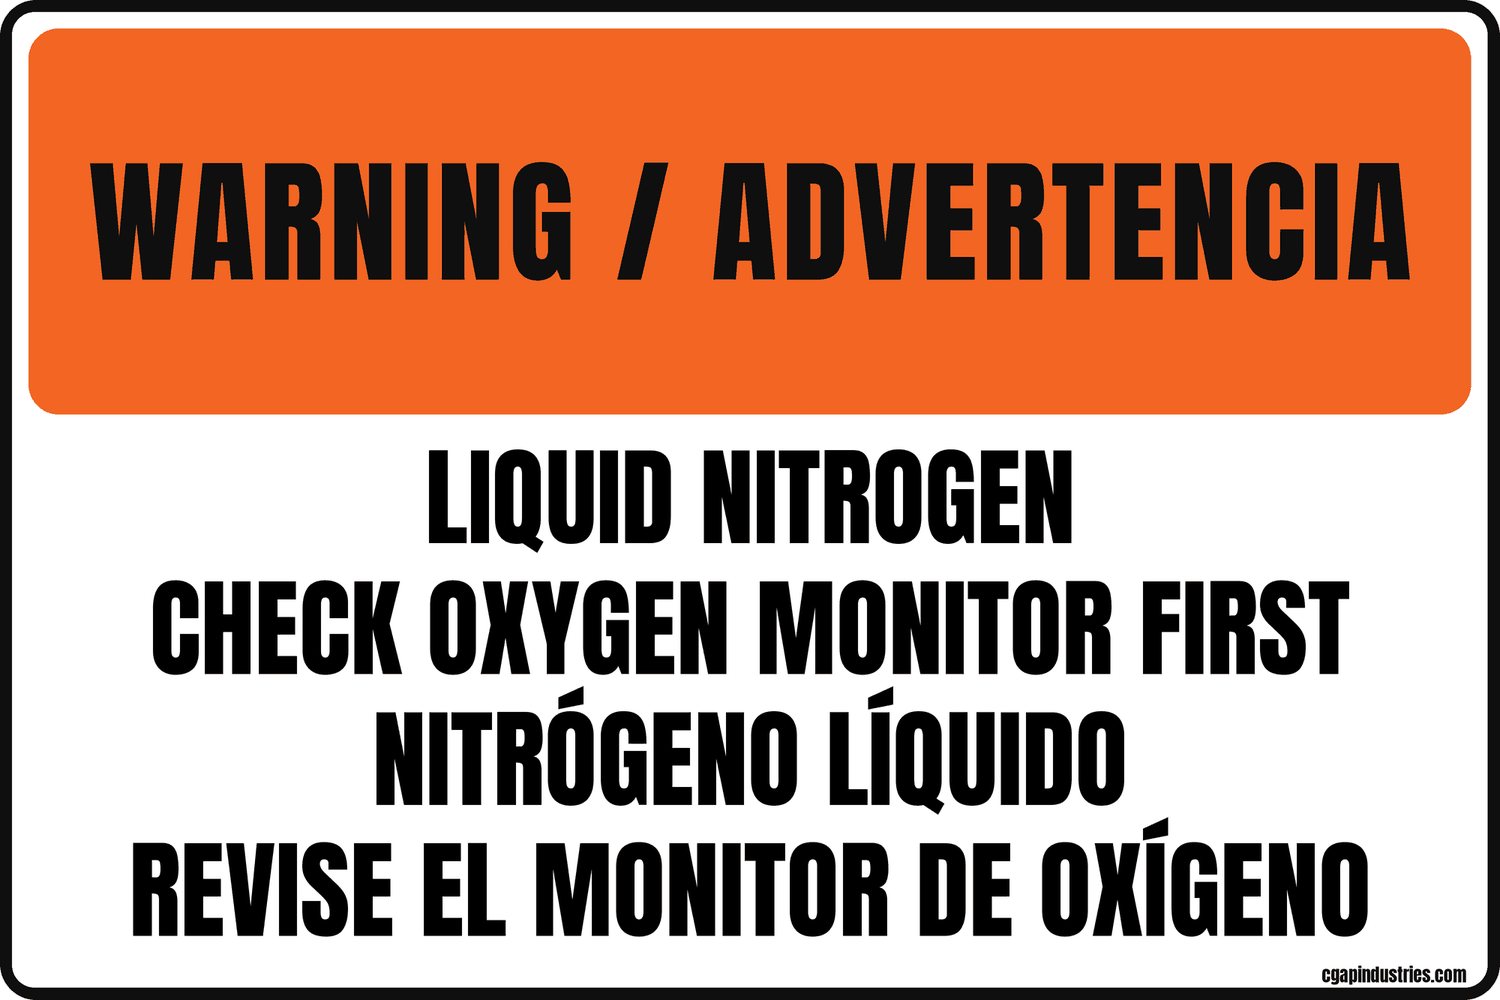 WARNING / ADVERTENCIA
LIQUID NITROGEN
CHECK OXYGEN MONITOR FIRST
NITRÓGENO LÍQUIDO
REVISE EL MONITOR DE OXÍGENO
cgapindustries.com